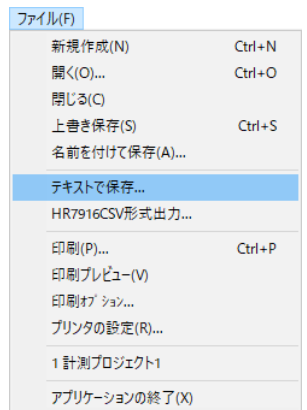 ファイル(F)
新規作成(N) Ctrl+N
開く(O)... Ctrl+O
閉じる(C)
上書き保存(S) Ctrl+S
名前を付けて保存(A)...
テキストで保存...
HR7916CSV形式出力...
印刷(P)... Ctrl+P
印刷プレビュー(V)
印刷ｵﾌﾟｼｮﾝ...
プリンタの設定(R)...
1 計測プロジェクト1
アプリケーションの終了(X)